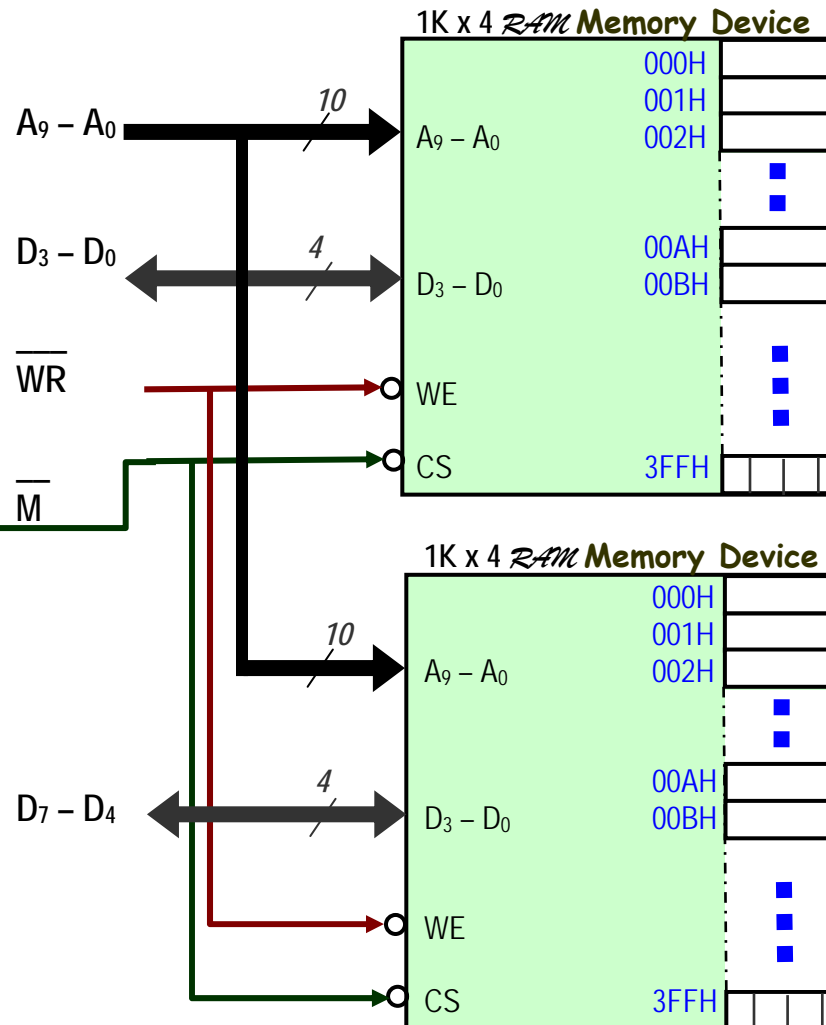 1K x 4 RAM Memory Device
000H
001H
002H
10
A₉ – A₀
A₉ – A₀
00AH
00BH
4
D₃ – D₀
D₃ – D₀
W̅R̅
WE
M̅
CS
3FFH
1K x 4 RAM Memory Device
000H
001H
002H
10
A₉ – A₀
00AH
00BH
4
D₇ – D₄
D₃ – D₀
WE
CS
3FFH